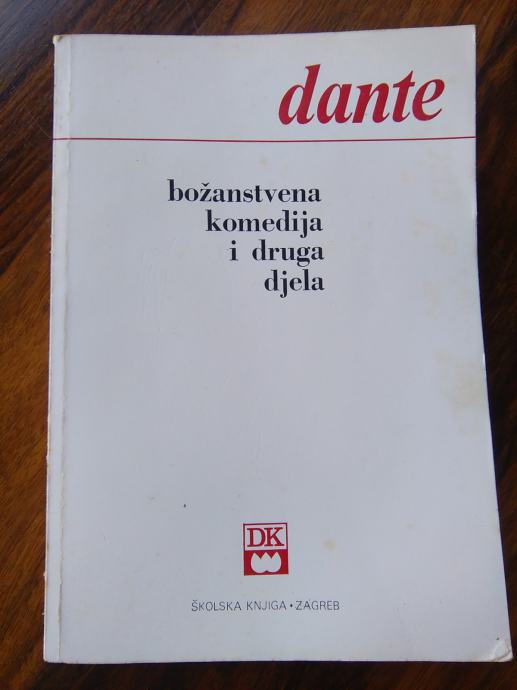 dante
božanstvena
komedija
i druga
djela
DK
ŠKOLSKA KNJIGA • ZAGREB